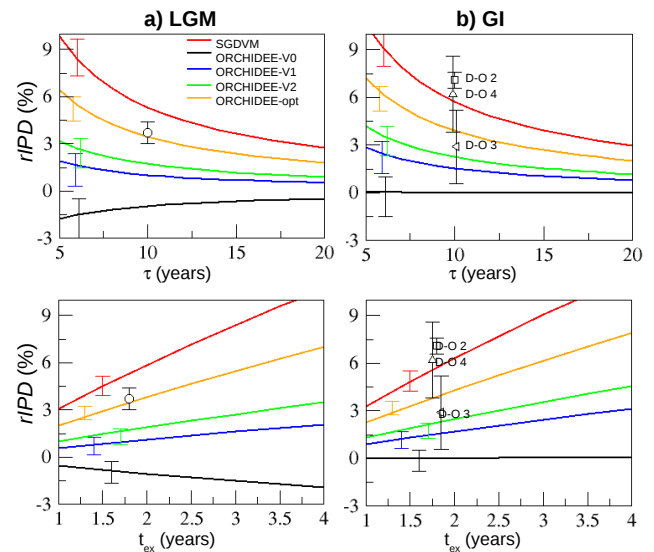 a) LGM
b) GI
rIPD (%)
9
6
3
0
-3
SGDVM
ORCHIDEE-V0
ORCHIDEE-V1
ORCHIDEE-V2
ORCHIDEE-opt
5 10 15 20
τ (years)
9
6
3
0
-3
D-O 2
D-O 4
D-O 3
5 10 15 20
τ (years)
rIPD (%)
9
6
3
0
-3
1 1.5 2 2.5 3 3.5 4
t_ex (years)
9
6
3
0
-3
D-O 2
D-O 4
D-O 3
1 1.5 2 2.5 3 3.5 4
t_ex (years)